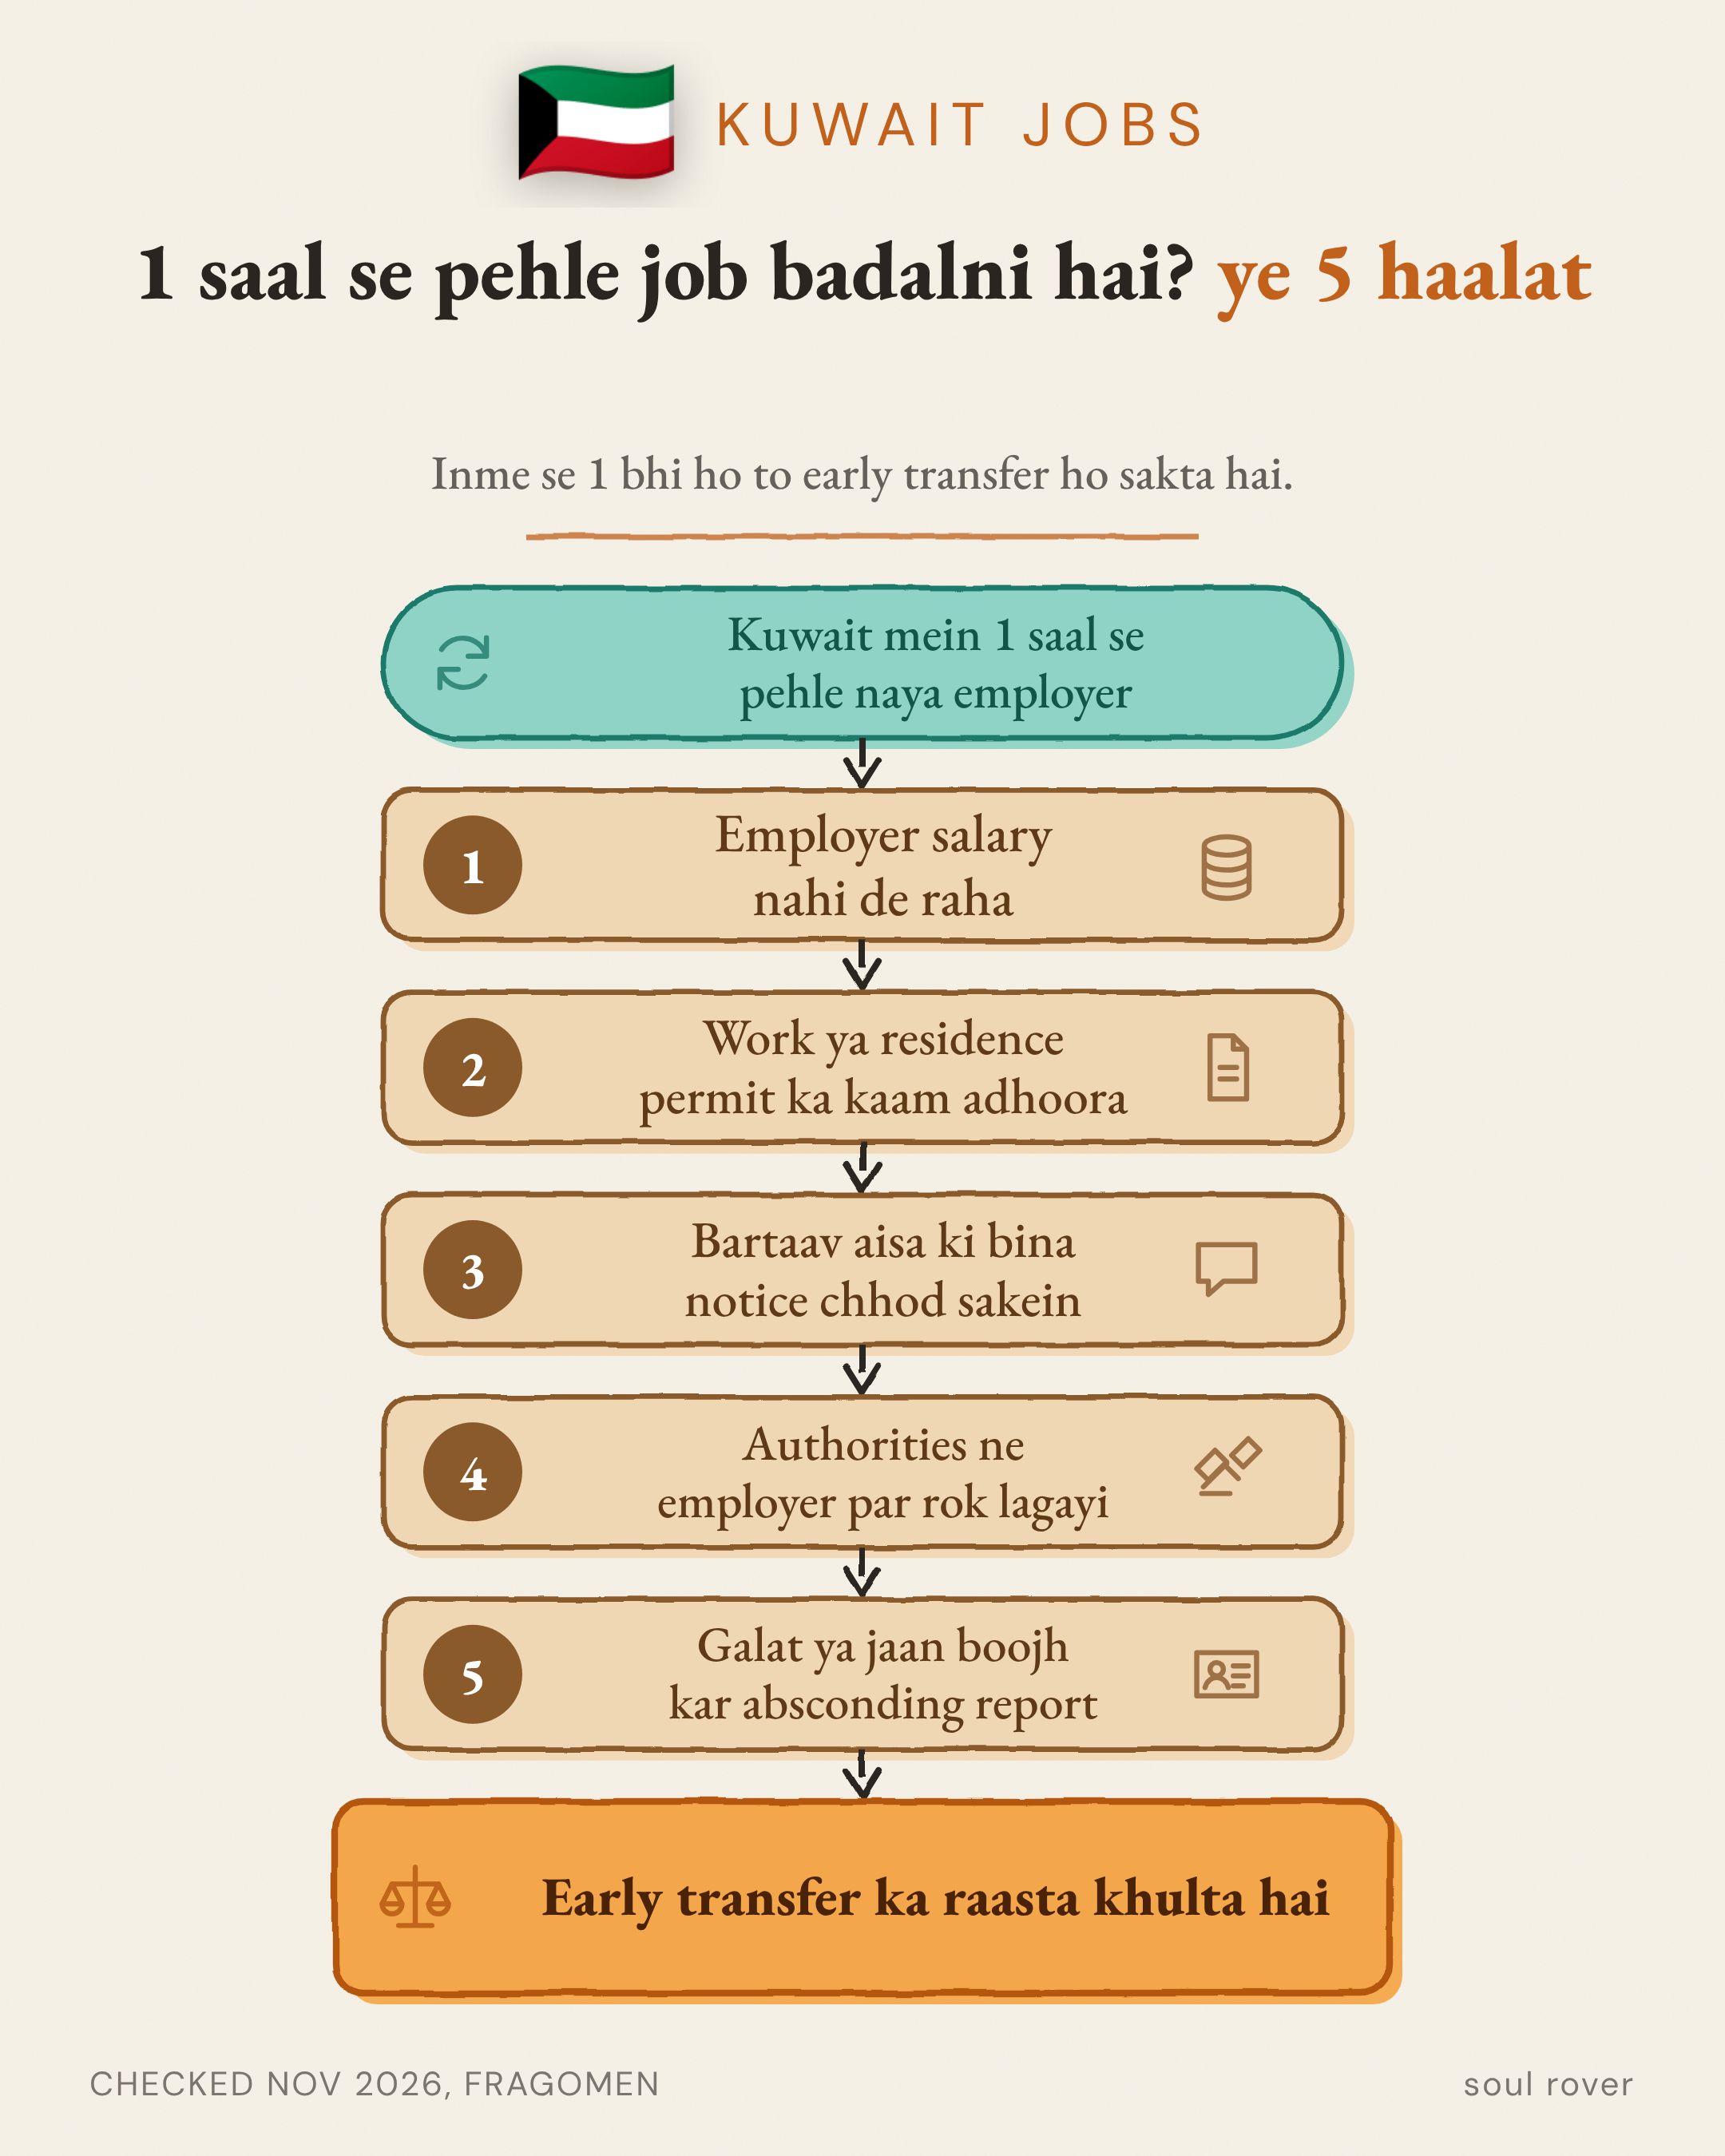 KUWAIT JOBS
1 saal se pehle job badalni hai? ye 5 haalat
Inme se 1 bhi ho to early transfer ho sakta hai.
Kuwait mein 1 saal se
pehle naya employer
1
Employer salary
nahi de raha
2
Work ya residence
permit ka kaam adhoora
3
Bartaav aisa ki bina
notice chhod sakein
4
Authorities ne
employer par rok lagayi
5
Galat ya jaan boojh
kar absconding report
Early transfer ka raasta khulta hai
CHECKED NOV 2026, FRAGOMEN
soul rover